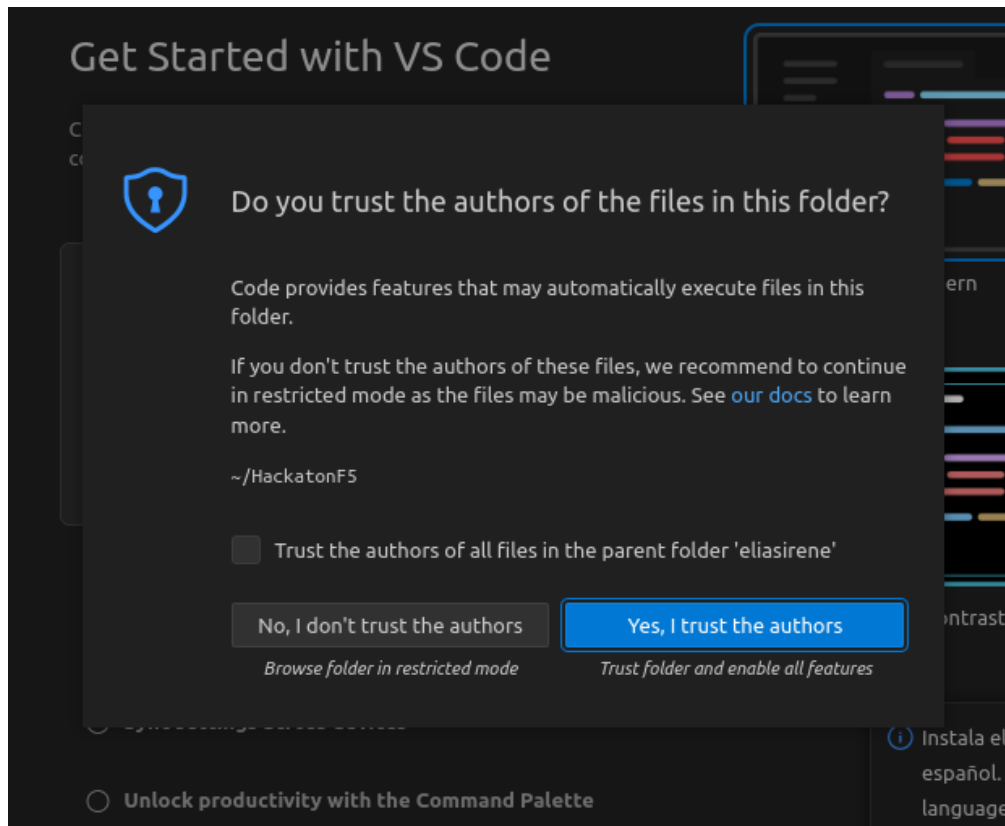 Get Started with VS Code
Do you trust the authors of the files in this folder?
Code provides features that may automatically execute files in this
folder.
If you don't trust the authors of these files, we recommend to continue
in restricted mode as the files may be malicious. See our docs to learn
more.
~/HackatonF5
Trust the authors of all files in the parent folder 'eliasirene'
No, I don't trust the authors
Yes, I trust the authors
Browse folder in restricted mode
Trust folder and enable all features
Unlock productivity with the Command Palette
Instala el
español.
language